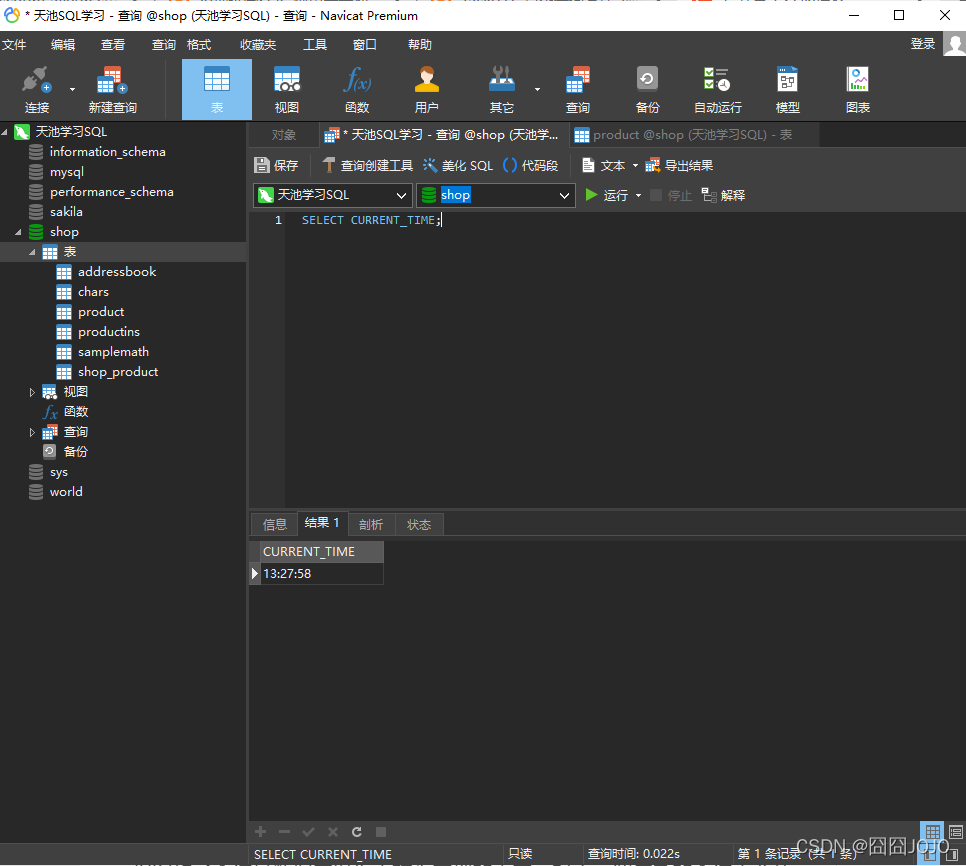 * 天池SQL学习 - 查询 @shop (天池学习SQL) - 查询 - Navicat Premium
文件 编辑 查看 查询 格式 收藏夹 工具 窗口 帮助 登录
连接 新建查询 表 视图 函数 用户 其它 查询 备份 自动运行 模型 图表
天池学习SQL
information_schema
mysql
performance_schema
sakila
shop
表
addressbook
chars
product
productins
samplemath
shop_product
视图
函数
查询
备份
sys
world
对象 * 天池SQL学习 - 查询 @shop (天池学... product @shop (天池学习SQL) - 表
保存 查询创建工具 美化 SQL () 代码段 文本 导出结果
天池学习SQL shop 运行 停止 解释
1 SELECT CURRENT_TIME;
信息 结果 1 剖析 状态
CURRENT_TIME
13:27:58
SELECT CURRENT_TIME 只读 查询时间: 0.022s 第 1 条记录 (共 1 条)
CSDN @囧囧JOJO